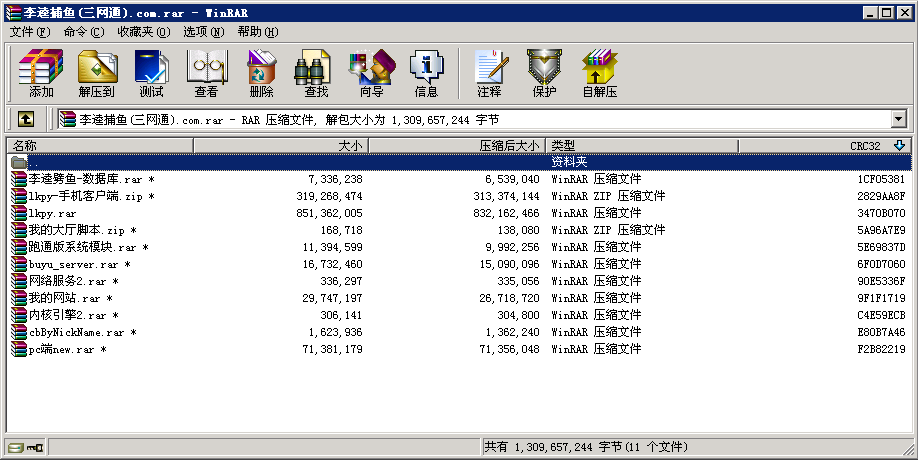 李逵捕鱼(三网通).com.rar - WinRAR
文件(F) 命令(C) 收藏夹(O) 选项(N) 帮助(H)
添加 解压到 测试 查看 删除 查找 向导 信息 注释 保护 自解压
李逵捕鱼(三网通).com.rar - RAR 压缩文件, 解包大小为 1,309,657,244 字节
名称 大小 压缩后大小 类型 CRC32
.. 资料夹
李逵劈鱼-数据库.rar * 7,336,238 6,539,040 WinRAR 压缩文件 1CF05381
lkpy-手机客户端.zip * 319,268,474 313,374,144 WinRAR ZIP 压缩文件 2829AA8F
lkpy.rar 851,362,005 832,162,466 WinRAR 压缩文件 3470B070
我的大厅脚本.zip * 168,718 138,080 WinRAR ZIP 压缩文件 5A96A7E9
跑通版系统模块.rar * 11,394,599 9,992,256 WinRAR 压缩文件 5E69837D
buyu_server.rar * 16,732,460 15,090,096 WinRAR 压缩文件 6F0D7060
网络服务2.rar * 336,297 335,056 WinRAR 压缩文件 90E5336F
我的网站.rar * 29,747,197 26,718,720 WinRAR 压缩文件 9F1F1719
内核引擎2.rar * 306,141 304,800 WinRAR 压缩文件 C4E59ECB
cbByNickName.rar * 1,623,936 1,362,240 WinRAR 压缩文件 E80B7A46
pc端new.rar * 71,381,179 71,356,048 WinRAR 压缩文件 F2B82219
共有 1,309,657,244 字节(11 个文件)